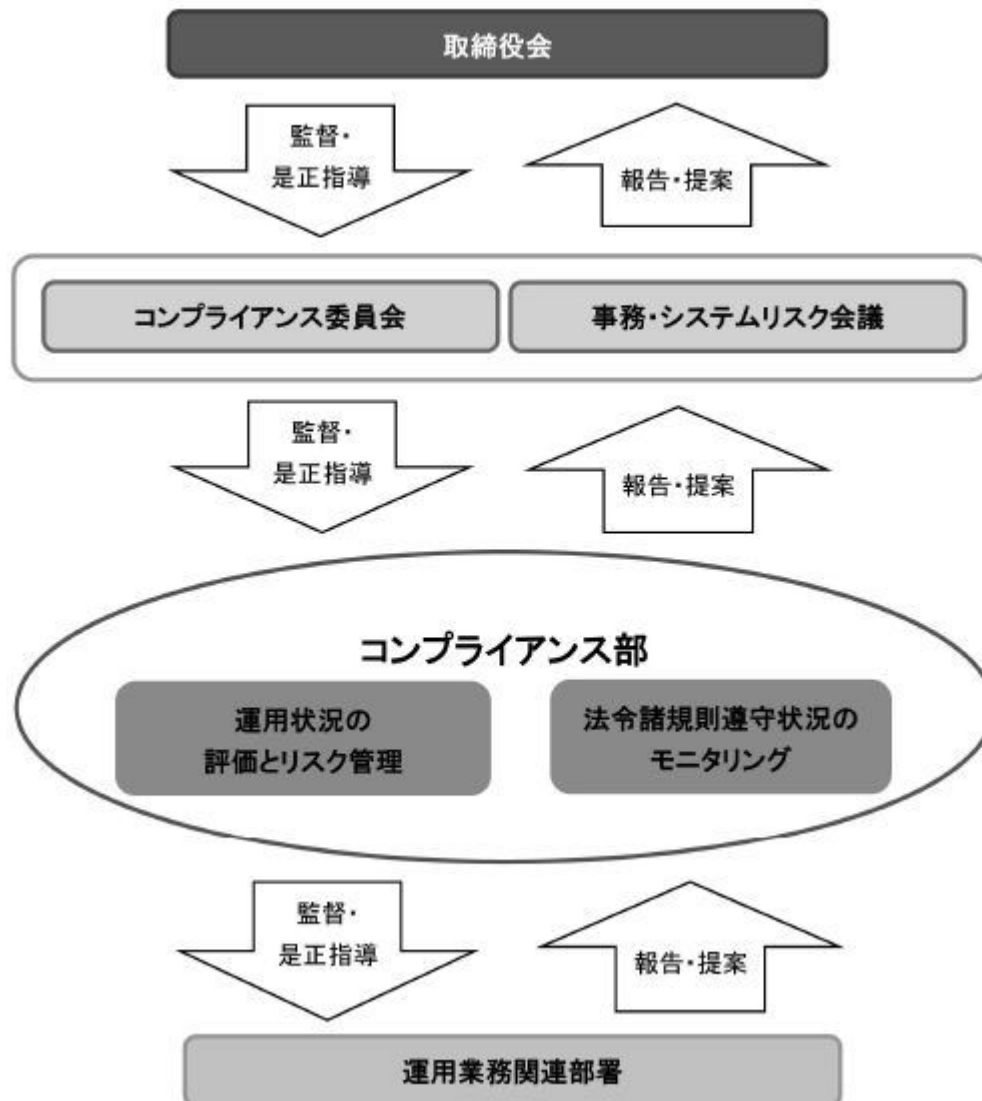 取締役会
監督・
是正指導
報告・提案
コンプライアンス委員会
事務・システムリスク会議
監督・
是正指導
報告・提案
コンプライアンス部
運用状況の
評価とリスク管理
法令諸規則遵守状況の
モニタリング
監督・
是正指導
報告・提案
運用業務関連部署